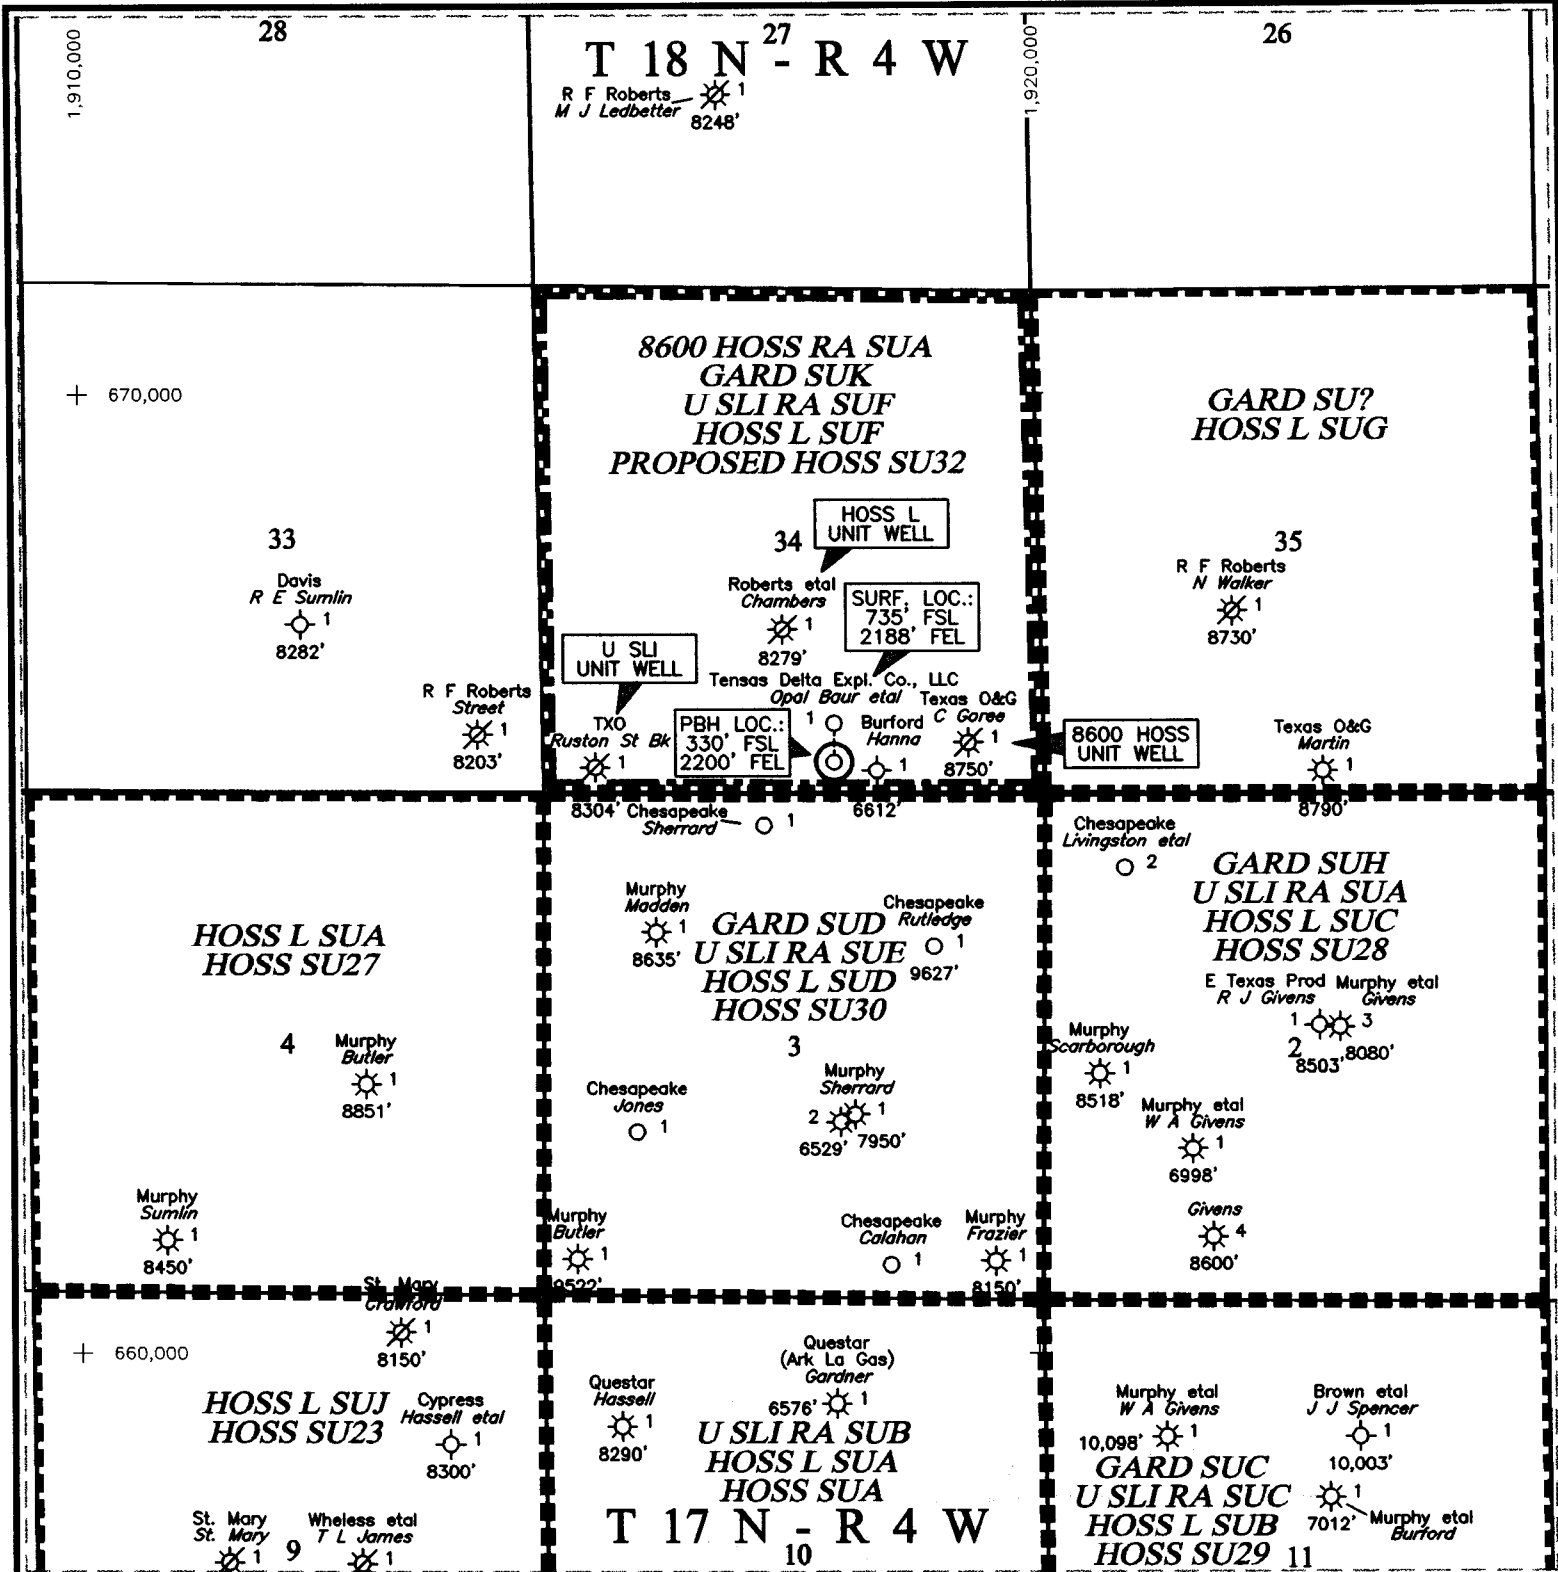 28
27
26
T 18 N - R 4 W
1,910,000
1,920,000
R F Roberts
M J Ledbetter
1
8248'
670,000
8600 HOSS RA SUA
GARD SUK
U SLI RA SUF
HOSS L SUF
PROPOSED HOSS SU32
GARD SU?
HOSS L SUG
33
34
35
HOSS L
UNIT WELL
Davis
R E Sumlin
1
8282'
Roberts etal
Chambers
1
8279'
SURF. LOC.:
735' FSL
2188' FEL
R F Roberts
N Walker
1
8730'
U SLI
UNIT WELL
R F Roberts
Street
1
8203'
Tensas Delta Expl. Co., LLC
Opal Baur etal
1
TXO
Ruston St Bk
1
8304'
PBH LOC.:
330' FSL
2200' FEL
Burford
Hanna
1
6612'
Texas O&G
C Goree
1
8750'
8600 HOSS
UNIT WELL
Texas O&G
Martin
1
8790'
Chesapeake
Sherrard
1
Chesapeake
Livingston etal
2
HOSS L SUA
HOSS SU27
4
Murphy
Butler
1
8851'
Murphy
Sumlin
1
8450'
Murphy
Madden
1
8635'
GARD SUD
U SLI RA SUE
HOSS L SUD
HOSS SU30
3
Chesapeake
Rutledge
1
9627'
Chesapeake
Jones
1
Murphy
Sherrard
2
1
6529'
7950'
Murphy
Butler
1
9522'
Chesapeake
Calahan
1
Murphy
Frazier
1
8150'
GARD SUH
U SLI RA SUA
HOSS L SUC
HOSS SU28
E Texas Prod
R J Givens
1
8503'
Murphy etal
Givens
3
8080'
2
Murphy
Scarborough
1
8518'
Murphy etal
W A Givens
1
6998'
Givens
4
8600'
St. Mary
Crawford
1
8150'
660,000
HOSS L SUJ
HOSS SU23
Cypress
Hassell etal
1
8300'
St. Mary
St. Mary
1
9
Wheless etal
T L James
1
Questar
Hassell
1
8290'
Questar
(Ark La Gas)
Gardner
1
6576'
U SLI RA SUB
HOSS L SUA
HOSS SUA
T 17 N - R 4 W
10
Murphy etal
W A Givens
1
10,098'
Brown etal
J J Spencer
1
10,003'
GARD SUC
U SLI RA SUC
HOSS L SUB
HOSS SU29
11
1
7012'
Murphy etal
Burford